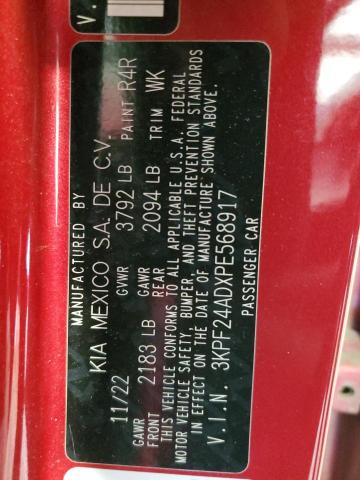 MANUFACTURED BY
KIA MEXICO S.A. DE C.V.
11/22 GVWR 3792 LB PAINT R4R
GAWR FRONT 2183 LB GAWR REAR 2094 LB TRIM WK
THIS VEHICLE CONFORMS TO ALL APPLICABLE U.S.A. FEDERAL
MOTOR VEHICLE SAFETY, BUMPER, AND THEFT PREVENTION STANDARDS
IN EFFECT ON THE DATE OF MANUFACTURE SHOWN ABOVE.
V.I.N. 3KPF24ADXPE568917
PASSENGER CAR
V.